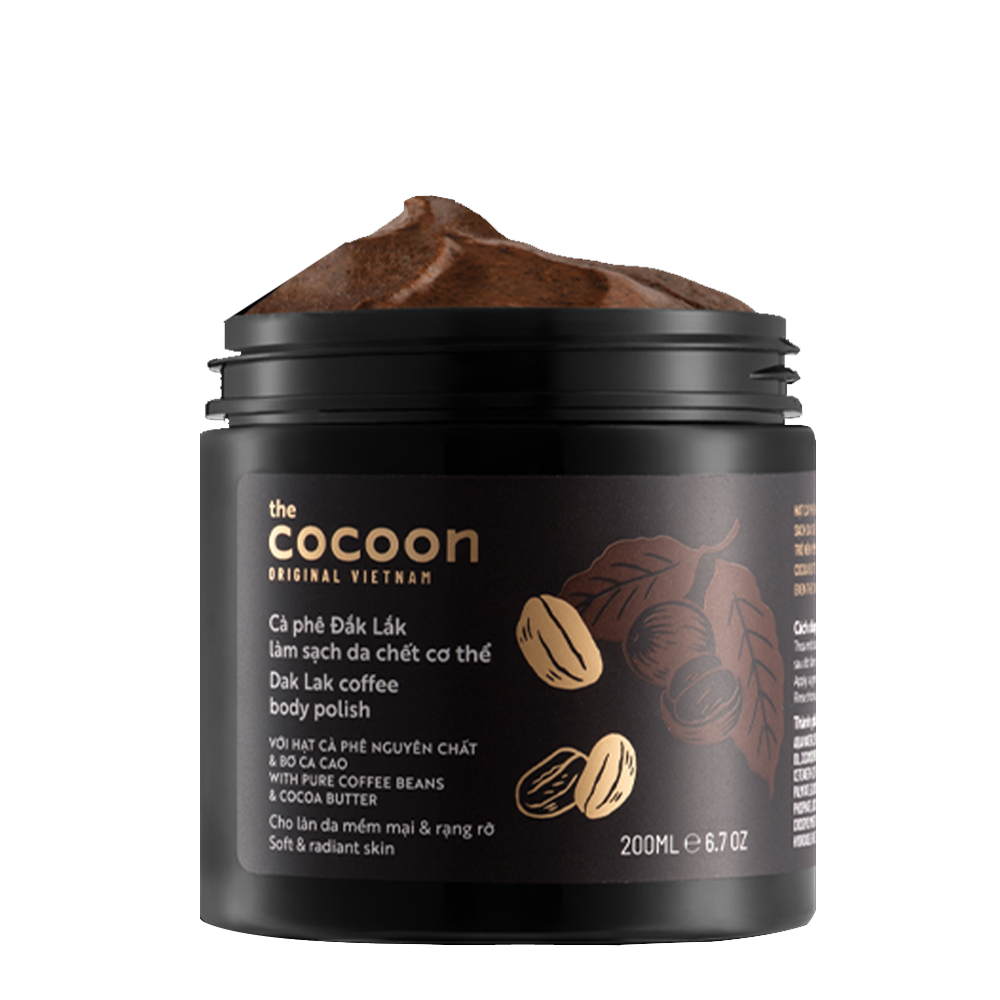 the
cocoon
ORIGINAL VIETNAM
Cà phê Đắk Lắk
làm sạch da chết cơ thể
Dak Lak coffee
body polish
VỚI HẠT CÀ PHÊ NGUYÊN CHẤT
& BƠ CA CAO
WITH PURE COFFEE BEANS
& COCOA BUTTER
Cho làn da mềm mại & rạng rỡ
Soft & radiant skin
200ML ℮ 6.7 OZ